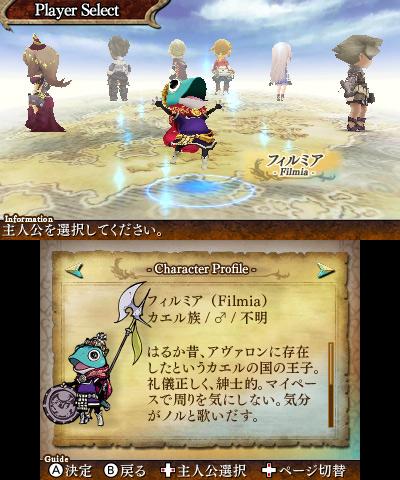 Player Select
フィルミア
- Filmia -
Information
主人公を選択してください。
- Character Profile -
フィルミア（Filmia）
カエル族 / ♂ / 不明
はるか昔、アヴァロンに存在
したというカエルの国の王子。
礼儀正しく、紳士的。マイペー
スで周りを気にしない。気分
がノルと歌いだす。
Guide
Ⓐ決定 Ⓑ戻る ✚主人公選択 ✚ページ切替